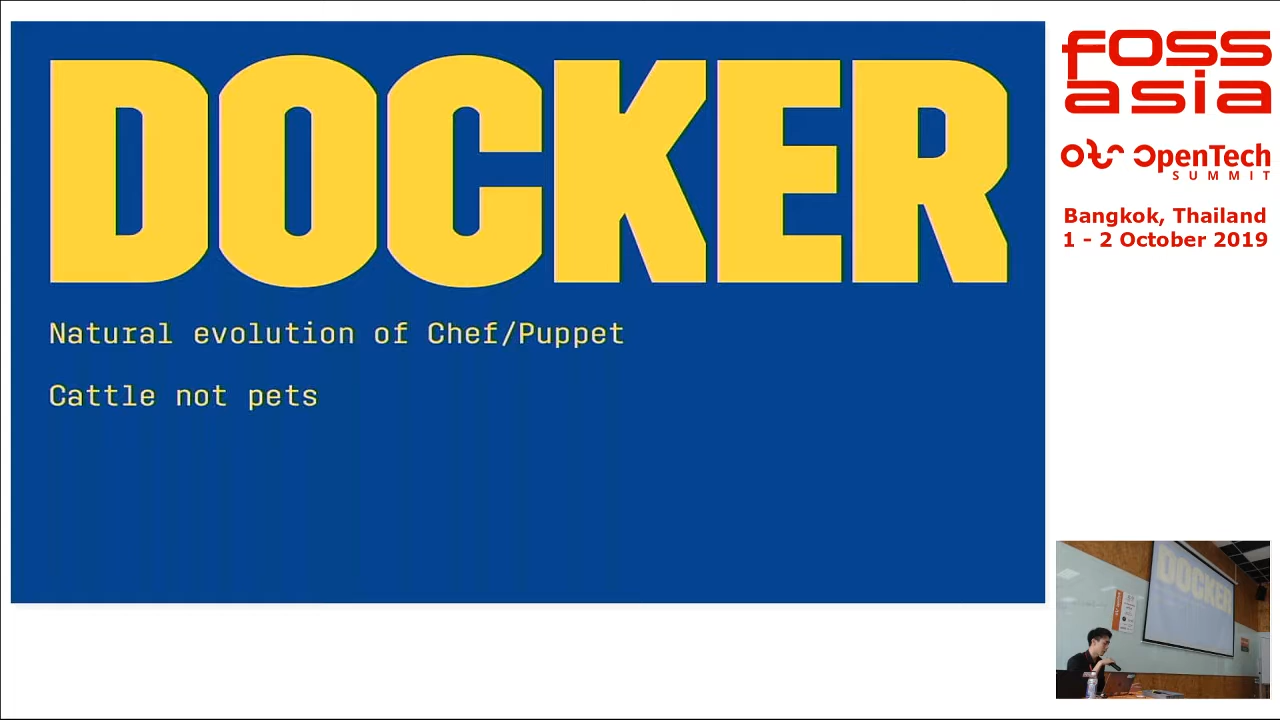 DOCKER
Natural evolution of Chef/Puppet
Cattle not pets
fOSS
asia
OpenTech
SUMMIT
Bangkok, Thailand
1 - 2 October 2019
DOCKER